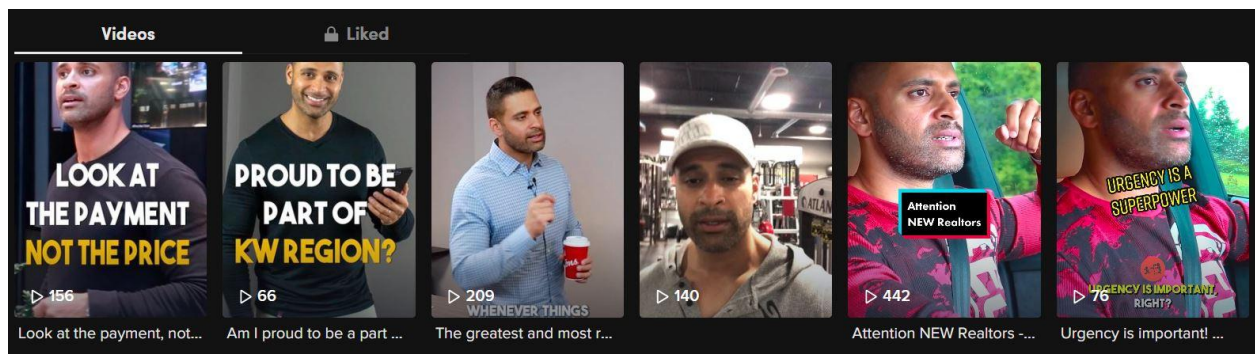 Videos
Liked
LOOK AT
THE PAYMENT
NOT THE PRICE
156
Look at the payment, not...
PROUD TO BE
PART OF
KW REGION?
66
Am I proud to be a part ...
209
WHENEVER THINGS
The greatest and most r...
140
Attention
NEW Realtors
442
Attention NEW Realtors -...
URGENCY IS A
SUPERPOWER
URGENCY IS IMPORTANT,
RIGHT?
76
Urgency is important! ...